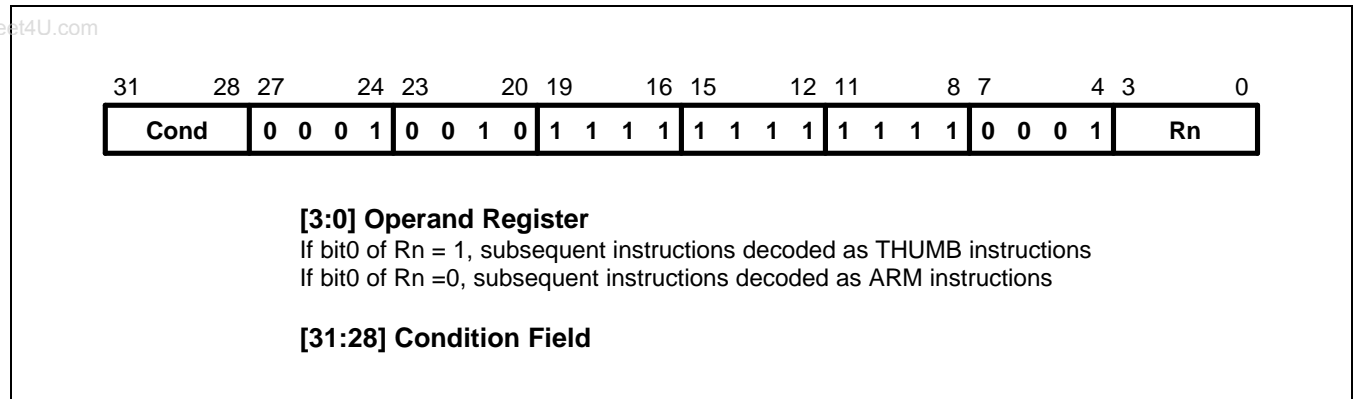 et4U.com
31 28 27 24 23 20 19 16 15 12 11 8 7 4 3 0
Cond 0 0 0 1 0 0 1 0 1 1 1 1 1 1 1 1 1 1 1 1 0 0 0 1 Rn
[3:0] Operand Register
If bit0 of Rn = 1, subsequent instructions decoded as THUMB instructions
If bit0 of Rn =0, subsequent instructions decoded as ARM instructions
[31:28] Condition Field